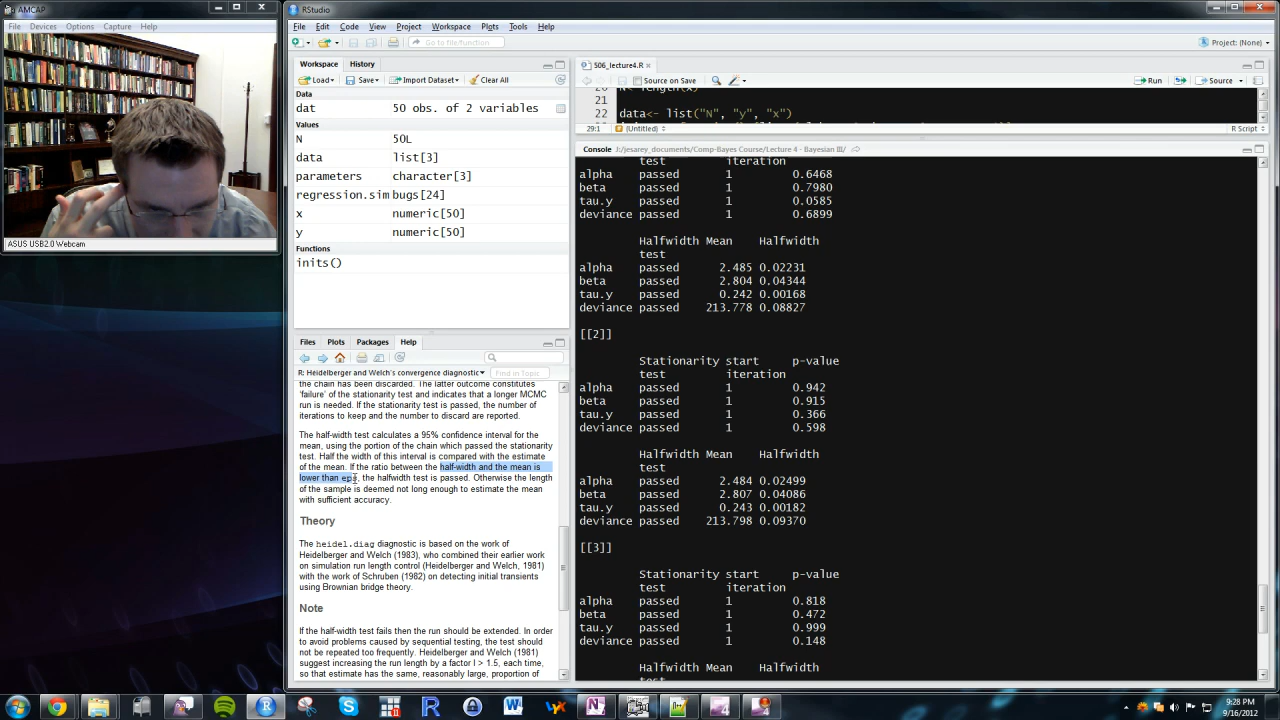 AMCAP
File Devices Options Capture Help
ASUS USB2.0 Webcam
RStudio
File Edit Code View Project Workspace Plots Tools Help
Go to file/function
Project: (None)
Workspace History
Load Save Import Dataset Clear All
Data
dat 50 obs. of 2 variables
Values
N 50L
data list[3]
parameters character[3]
regression.sim bugs[24]
x numeric[50]
y numeric[50]
Functions
inits()
Files Plots Packages Help
R: Heidelberger and Welch's convergence diagnostic Find in Topic
the chain has been discarded. The latter outcome constitutes
'failure' of the stationarity test and indicates that a longer MCMC
run is needed. If the stationarity test is passed, the number of
iterations to keep and the number to discard are reported.
The half-width test calculates a 95% confidence interval for the
mean, using the portion of the chain which passed the stationarity
test. Half the width of this interval is compared with the estimate
of the mean. If the ratio between the half-width and the mean is
lower than eps, the halfwidth test is passed. Otherwise the length
of the sample is deemed not long enough to estimate the mean
with sufficient accuracy.
Theory
The heidel.diag diagnostic is based on the work of
Heidelberger and Welch (1983), who combined their earlier work
on simulation run length control (Heidelberger and Welch, 1981)
with the work of Schruben (1982) on detecting initial transients
using Brownian bridge theory.
Note
If the half-width test fails then the run should be extended. In order
to avoid problems caused by sequential testing, the test should
not be repeated too frequently. Heidelberger and Welch (1981)
suggest increasing the run length by a factor I > 1.5, each time,
so that estimate has the same, reasonably large, proportion of
506_lecture4.R
Source on Save Run Source
20 N<- length(x)
21
22 data<- list("N", "y", "x")
29:1 (Untitled) R Script
Console J:/jesarey_documents/Comp-Bayes Course/Lecture 4 - Bayesian III/
test iteration
alpha passed 1 0.6468
beta passed 1 0.7980
tau.y passed 1 0.0585
deviance passed 1 0.6899
Halfwidth Mean Halfwidth
test
alpha passed 2.485 0.02231
beta passed 2.804 0.04344
tau.y passed 0.242 0.00168
deviance passed 213.778 0.08827
[[2]]
Stationarity start p-value
test iteration
alpha passed 1 0.942
beta passed 1 0.915
tau.y passed 1 0.366
deviance passed 1 0.598
Halfwidth Mean Halfwidth
test
alpha passed 2.484 0.02499
beta passed 2.807 0.04086
tau.y passed 0.243 0.00182
deviance passed 213.798 0.09370
[[3]]
Stationarity start p-value
test iteration
alpha passed 1 0.818
beta passed 1 0.472
tau.y passed 1 0.999
deviance passed 1 0.148
Halfwidth Mean Halfwidth
test
9:28 PM
9/16/2012